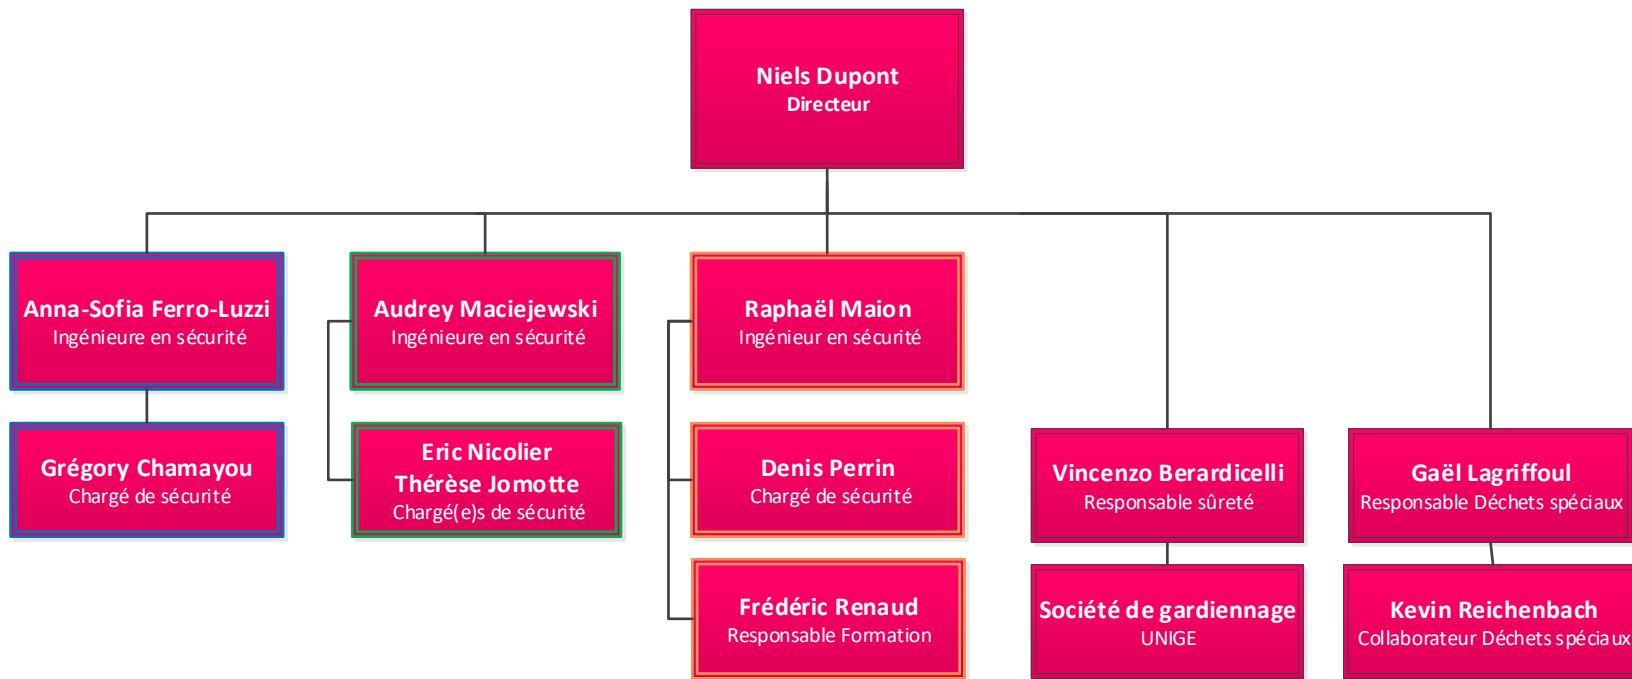 Niels Dupont
Directeur
Anna-Sofia Ferro-Luzzi
Ingénieure en sécurité
Audrey Maciejewski
Ingénieure en sécurité
Raphaël Maion
Ingénieur en sécurité
Grégory Chamayou
Chargé de sécurité
Eric Nicolier
Thérèse Jomotte
Chargé(e)s de sécurité
Denis Perrin
Chargé de sécurité
Vincenzo Berardicelli
Responsable sûreté
Gaël Lagriffoul
Responsable Déchets spéciaux
Frédéric Renaud
Responsable Formation
Société de gardiennage
UNIGE
Kevin Reichenbach
Collaborateur Déchets spéciaux